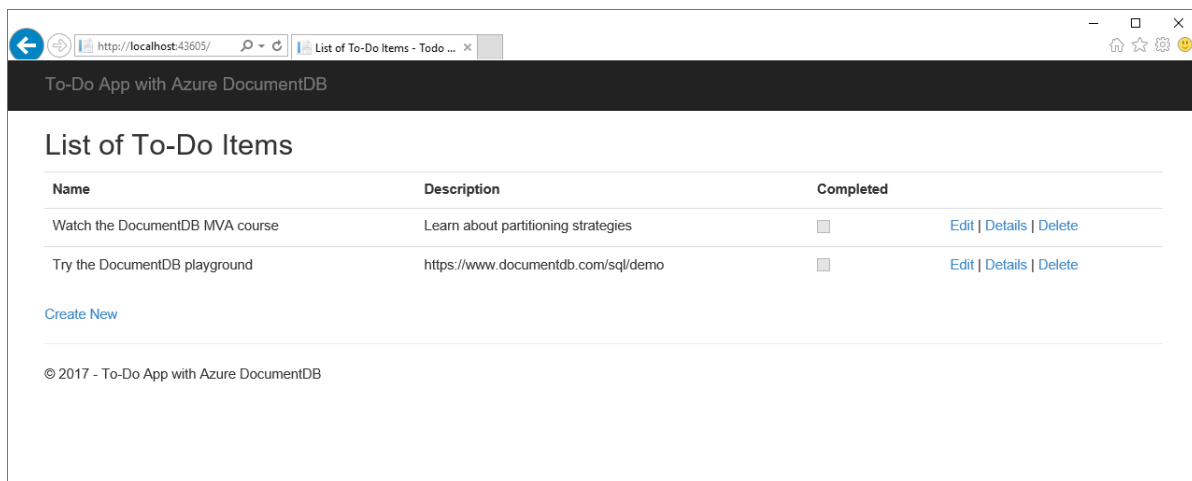 http://localhost:43605/
List of To-Do Items - Todo ...
To-Do App with Azure DocumentDB
List of To-Do Items
Name Description Completed
Watch the DocumentDB MVA course Learn about partitioning strategies Edit | Details | Delete
Try the DocumentDB playground https://www.documentdb.com/sql/demo Edit | Details | Delete
Create New
© 2017 - To-Do App with Azure DocumentDB